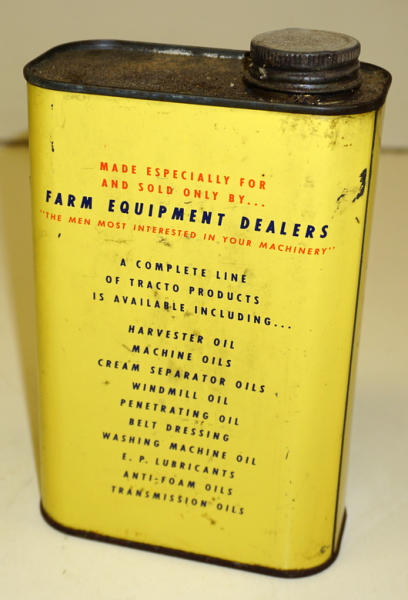 MADE ESPECIALLY FOR
AND SOLD ONLY BY...
FARM EQUIPMENT DEALERS
"THE MEN MOST INTERESTED IN YOUR MACHINERY"
A COMPLETE LINE
OF TRACTO PRODUCTS
IS AVAILABLE INCLUDING...
HARVESTER OIL
MACHINE OILS
CREAM SEPARATOR OILS
WINDMILL OIL
PENETRATING OIL
BELT DRESSING
WASHING MACHINE OIL
E. P. LUBRICANTS
ANTI-FOAM OILS
TRANSMISSION OILS